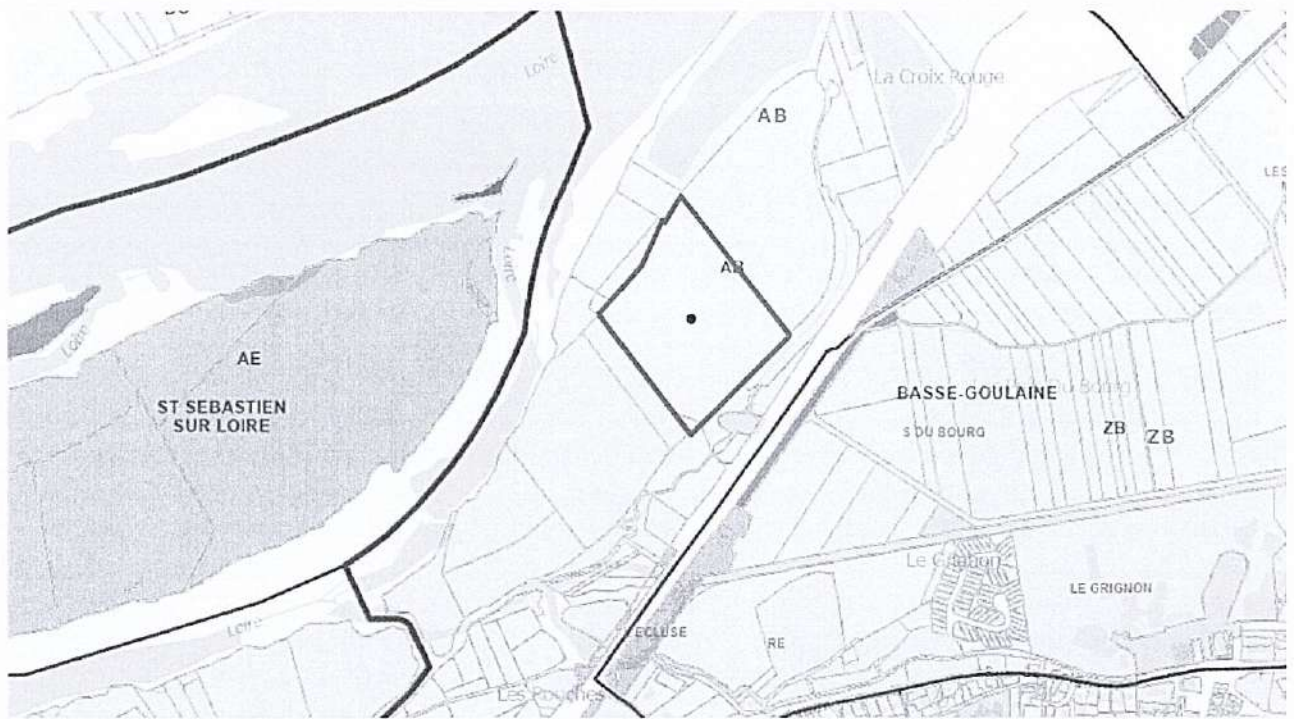 Loire
La Croix Rouge
AB
LES
AB
Loire
Loire
AE
ST SEBASTIEN
SUR LOIRE
BASSE-GOULAINE
S DU BOURG
ZB
ZB
LE GRIGNON
Loire
ECLUSE
RE